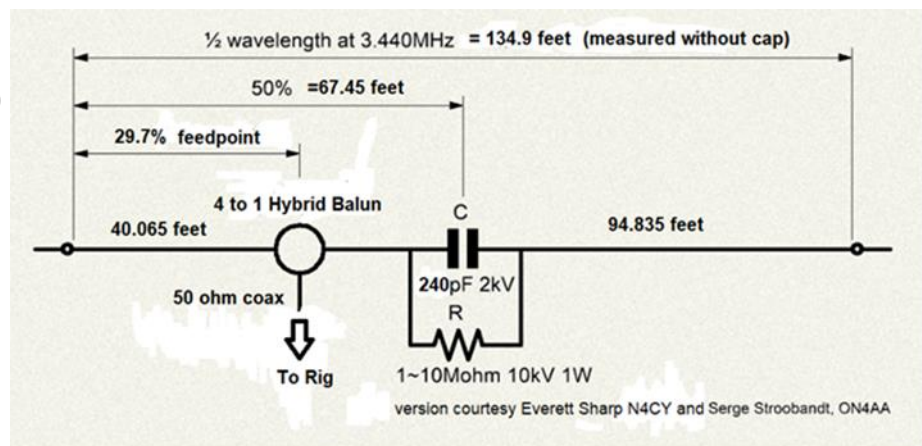 ½ wavelength at 3.440MHz = 134.9 feet (measured without cap)
50% =67.45 feet
29.7% feedpoint
4 to 1 Hybrid Balun
C
40.065 feet
94.835 feet
240pF 2kV
50 ohm coax
R
To Rig
1~10Mohm 10kV 1W
version courtesy Everett Sharp N4CY and Serge Stroobandt, ON4AA